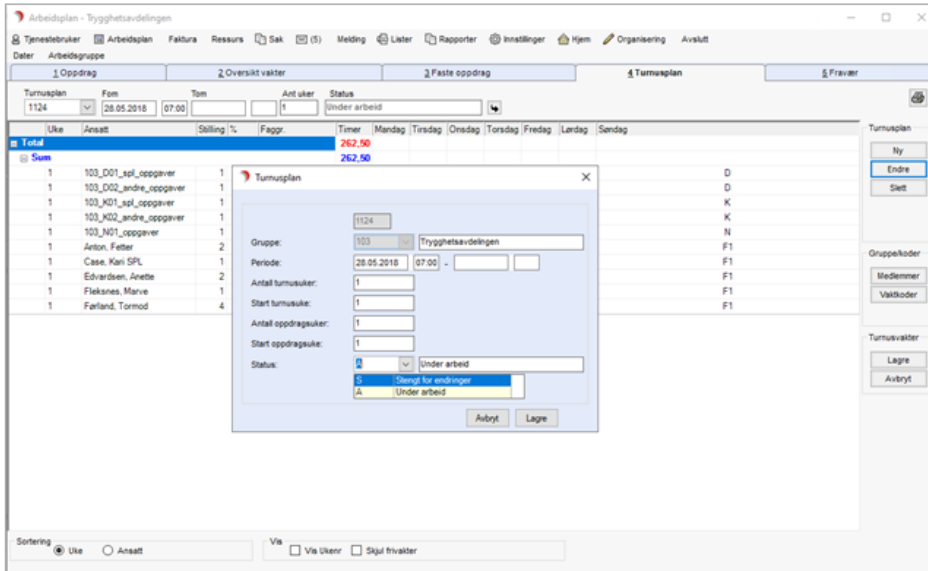 Arbeidsplan - Trygghetsavdelingen
Tjenestebruker Arbeidsplan Faktura Ressurs Sak (5) Melding Lister Rapporter Innstillinger Hjem Organisering Avslutt
Dater Arbeidsgruppe
1 Oppdrag 2 Oversikt vakter 3 Faste oppdrag 4 Turnusplan 5 Fravær
Turnusplan Fom Tom Ant uker Status
1124 28.05.2018 07:00 1 Under arbeid
Uke Ansatt Stilling % Faggr. Timer Mandag Tirsdag Onsdag Torsdag Fredag Lørdag Søndag
Total 262,50
Sum 262,50
1 103_D01_spl_oppgaver 1 D
1 103_D02_andre_oppgaver 1 D
1 103_K01_spl_oppgaver 1 K
1 103_K02_andre_oppgaver 1 K
1 103_N01_oppgaver 1 N
1 Anton, Fetter 2 F1
1 Case, Kari SPL 1 F1
1 Edvardsen, Anette 2 F1
1 Fleksnes, Marve 1 F1
1 Førland, Tormod 4 F1
Turnusplan
1124
Gruppe: 103 Trygghetsavdelingen
Periode: 28.05.2018 07:00 -
Antall turnusuker: 1
Start turnusuke: 1
Antall oppdragsuker: 1
Start oppdragsuke: 1
Status: A Under arbeid
S Stengt for endringer
A Under arbeid
Avbryt Lagre
Turnusplan
Ny
Endre
Slett
Gruppe/koder
Medlemmer
Vaktkoder
Turnusvakter
Lagre
Avbryt
Sortering Vis
Uke Ansatt Vis Ukenr Skjul frivakter